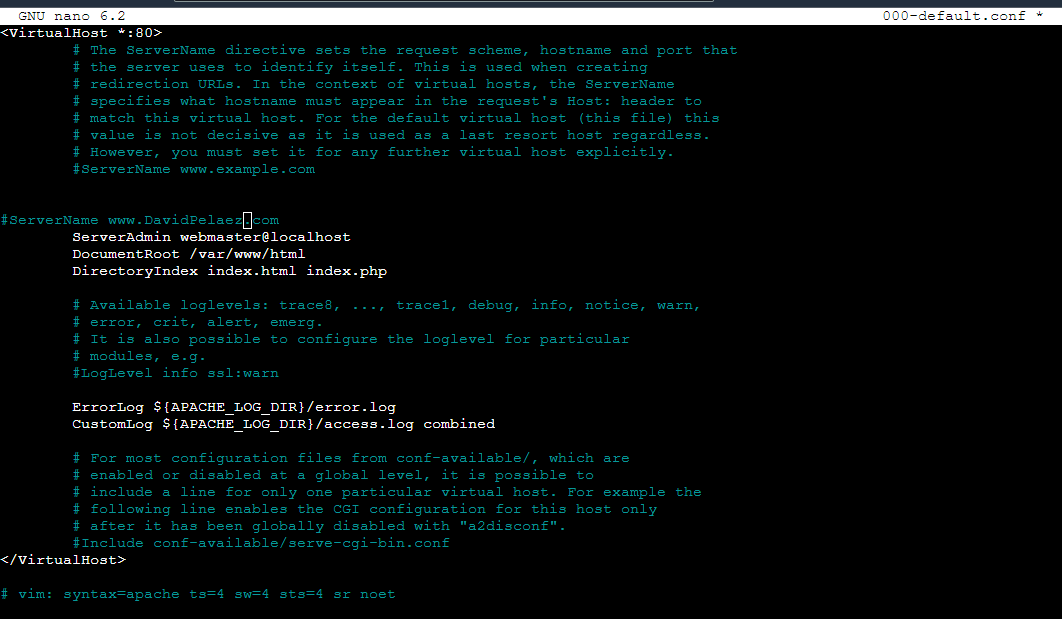 GNU nano 6.2 000-default.conf *
<VirtualHost *:80>
# The ServerName directive sets the request scheme, hostname and port that
# the server uses to identify itself. This is used when creating
# redirection URLs. In the context of virtual hosts, the ServerName
# specifies what hostname must appear in the request's Host: header to
# match this virtual host. For the default virtual host (this file) this
# value is not decisive as it is used as a last resort host regardless.
# However, you must set it for any further virtual host explicitly.
#ServerName www.example.com
#ServerName www.DavidPelaez.com
ServerAdmin webmaster@localhost
DocumentRoot /var/www/html
DirectoryIndex index.html index.php
# Available loglevels: trace8, ..., trace1, debug, info, notice, warn,
# error, crit, alert, emerg.
# It is also possible to configure the loglevel for particular
# modules, e.g.
#LogLevel info ssl:warn
ErrorLog ${APACHE_LOG_DIR}/error.log
CustomLog ${APACHE_LOG_DIR}/access.log combined
# For most configuration files from conf-available/, which are
# enabled or disabled at a global level, it is possible to
# include a line for only one particular virtual host. For example the
# following line enables the CGI configuration for this host only
# after it has been globally disabled with "a2disconf".
#Include conf-available/serve-cgi-bin.conf
</VirtualHost>
# vim: syntax=apache ts=4 sw=4 sts=4 sr noet